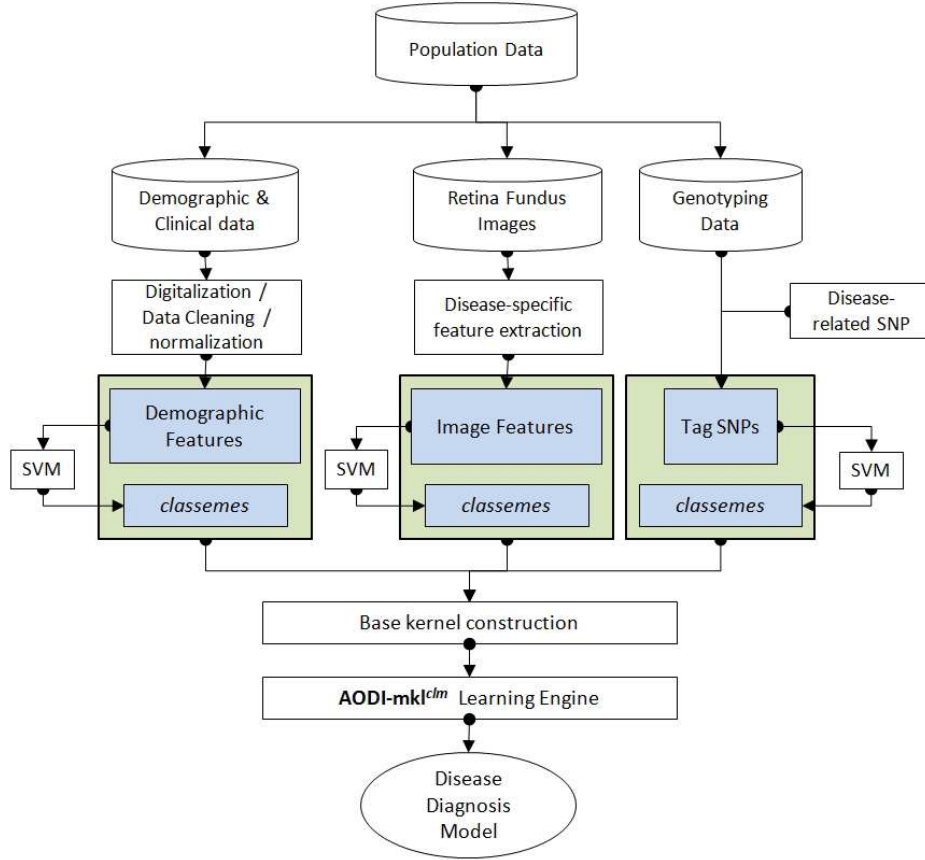 Population Data
Demographic &
Clinical data
Retina Fundus
Images
Genotyping
Data
Digitalization /
Data Cleaning /
normalization
Disease-specific
feature extraction
Disease-
related SNP
Demographic
Features
Image Features
Tag SNPs
SVM
SVM
SVM
classemes
classemes
classemes
Base kernel construction
AODI-mkl^clm Learning Engine
Disease
Diagnosis
Model